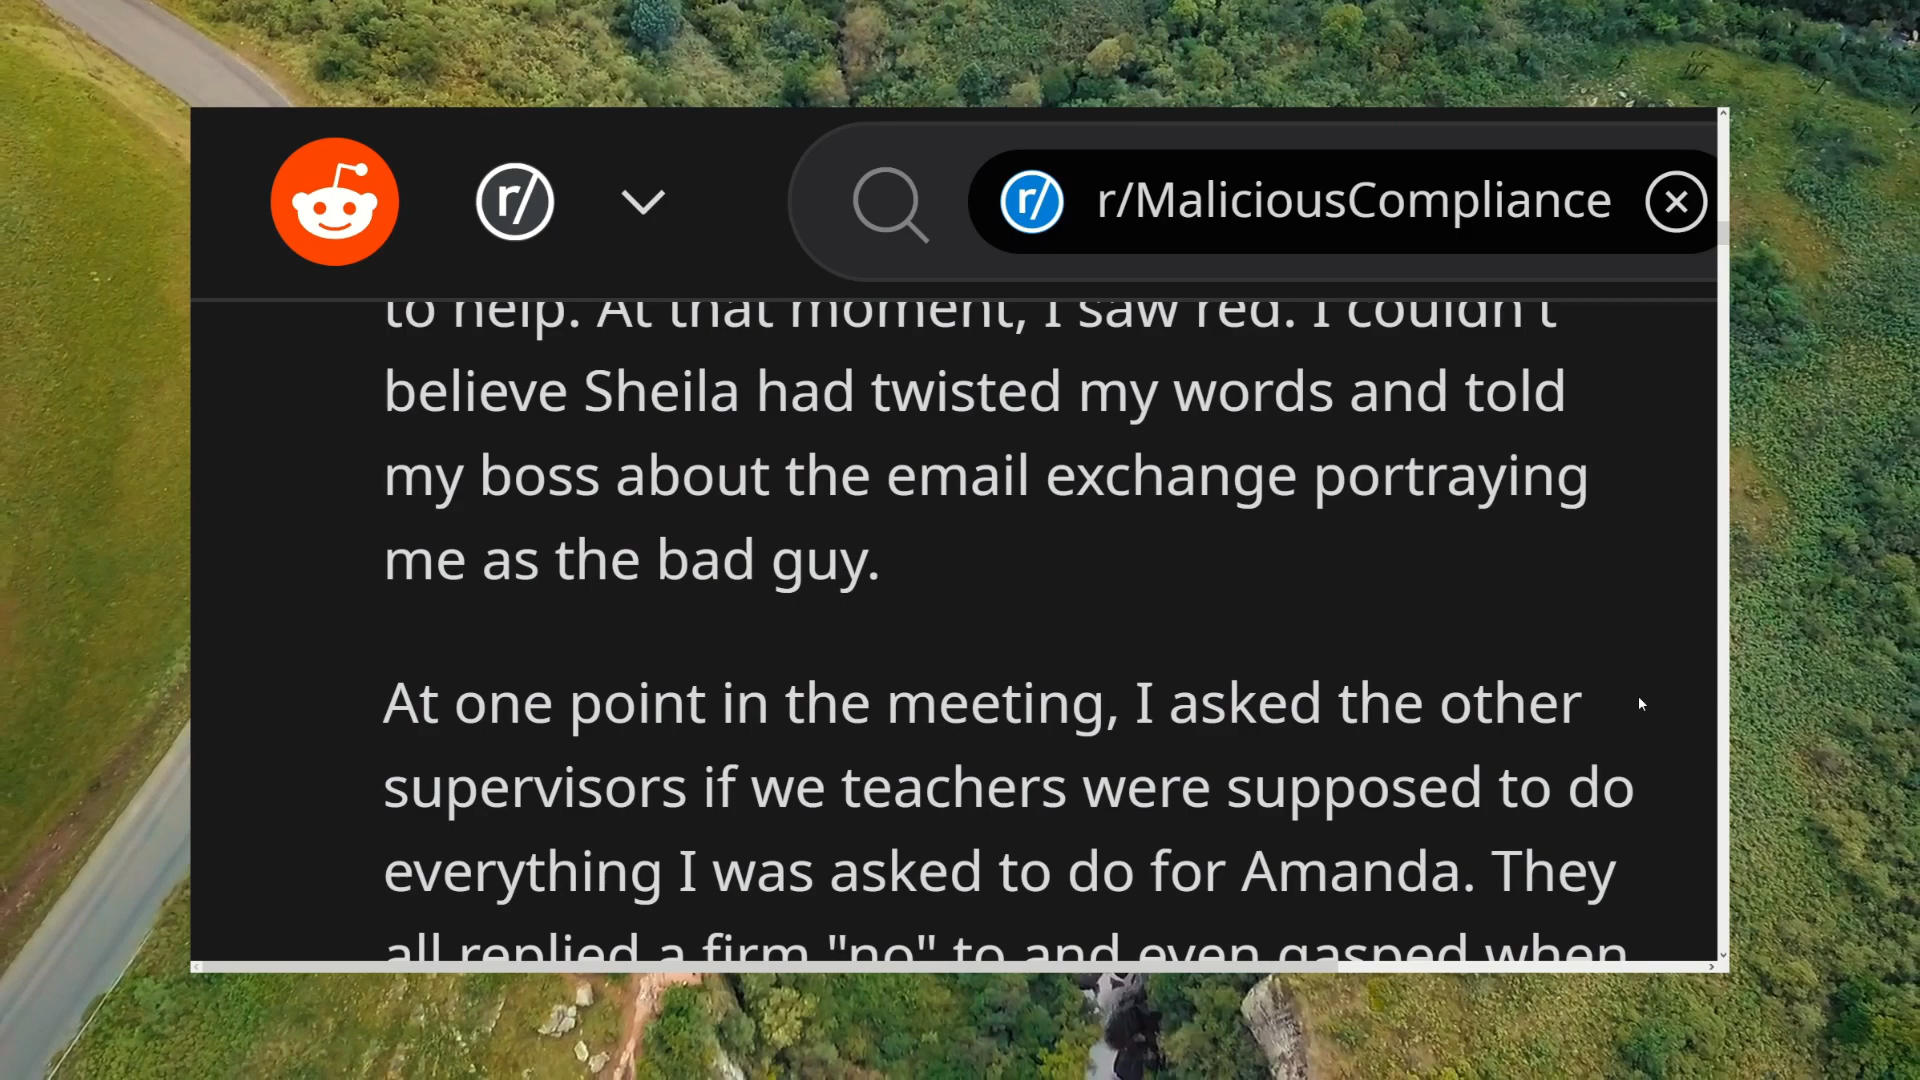 r/ r/ r/MaliciousCompliance
to help. At that moment, I saw red. I couldn't
believe Sheila had twisted my words and told
my boss about the email exchange portraying
me as the bad guy.
At one point in the meeting, I asked the other
supervisors if we teachers were supposed to do
everything I was asked to do for Amanda. They
all replied a firm "no" to and even gasped when